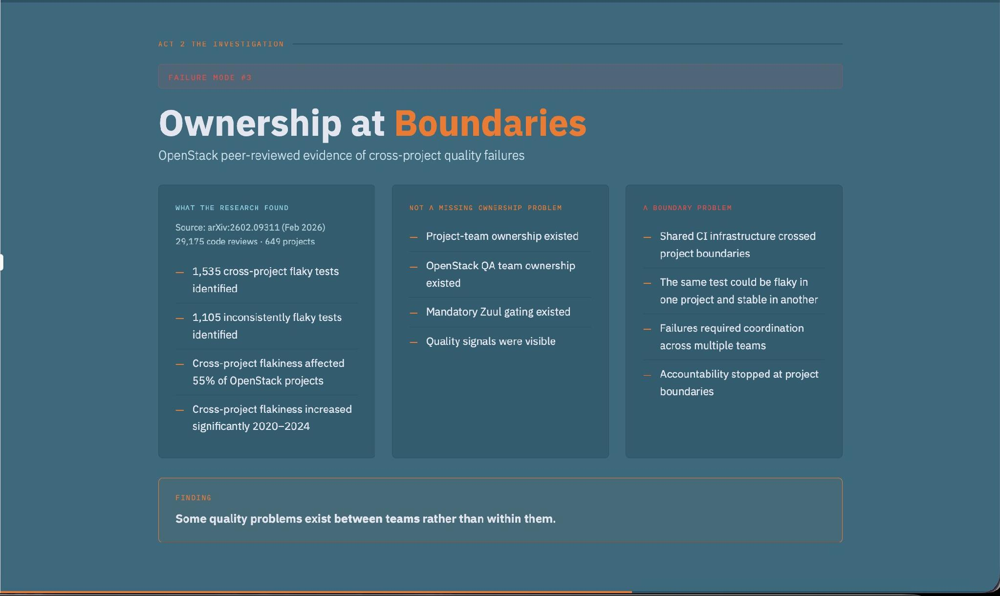 ACT 2 THE INVESTIGATION
FAILURE MODE #3
Ownership at Boundaries
OpenStack peer-reviewed evidence of cross-project quality failures
WHAT THE RESEARCH FOUND
Source: arXiv:2602.09311 (Feb 2026)
29,175 code reviews · 649 projects
— 1,535 cross-project flaky tests
identified
— 1,105 inconsistently flaky tests
identified
— Cross-project flakiness affected
55% of OpenStack projects
— Cross-project flakiness increased
significantly 2020–2024
NOT A MISSING OWNERSHIP PROBLEM
— Project-team ownership existed
— OpenStack QA team ownership
existed
— Mandatory Zuul gating existed
— Quality signals were visible
A BOUNDARY PROBLEM
— Shared CI infrastructure crossed
project boundaries
— The same test could be flaky in
one project and stable in another
— Failures required coordination
across multiple teams
— Accountability stopped at project
boundaries
FINDING
Some quality problems exist between teams rather than within them.